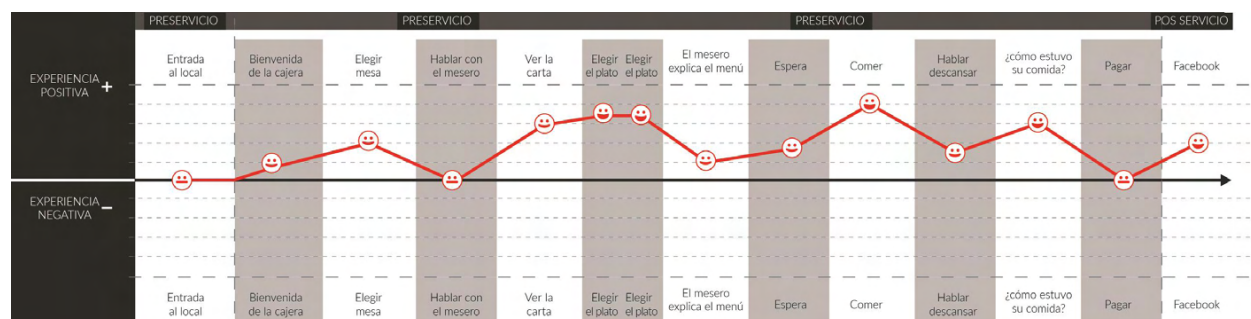 PRESERVICIO
PRESERVICIO
PRESERVICIO
POS SERVICIO
EXPERIENCIA
POSITIVA +
EXPERIENCIA
NEGATIVA –
Entrada
al local
Bienvenida
de la cajera
Elegir
mesa
Hablar con
el mesero
Ver la
carta
Elegir
el plato
Elegir
el plato
El mesero
explica el menú
Espera
Comer
Hablar
descansar
¿cómo estuvo
su comida?
Pagar
Facebook
Entrada
al local
Bienvenida
de la cajera
Elegir
mesa
Hablar con
el mesero
Ver la
carta
Elegir
el plato
Elegir
el plato
El mesero
explica el menú
Espera
Comer
Hablar
descansar
¿cómo estuvo
su comida?
Pagar
Facebook